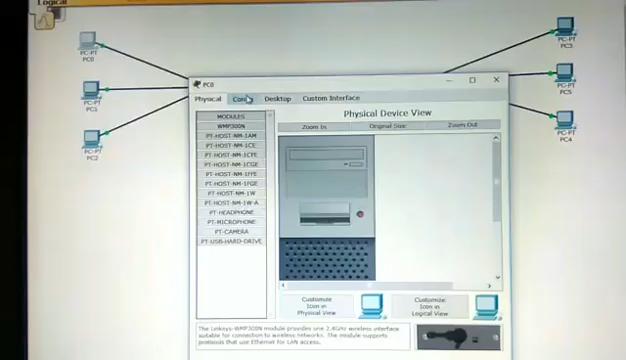 Logical
PC-PT
PC0
PC-PT
PC1
PC-PT
PC2
PC-PT
PC3
PC-PT
PC5
PC-PT
PC4
PC0
Physical Config Desktop Custom Interface
MODULES
WMP300N
PT-HOST-NM-1AM
PT-HOST-NM-1CE
PT-HOST-NM-1CFE
PT-HOST-NM-1CGE
PT-HOST-NM-1FFE
PT-HOST-NM-1FGE
PT-HOST-NM-1W
PT-HOST-NM-1W-A
PT-HEADPHONE
PT-MICROPHONE
PT-CAMERA
PT-USB-HARD-DRIVE
Physical Device View
Zoom In Original Size Zoom Out
Customize
Icon in
Physical View
Customize
Icon in
Logical View
The Linksys-WMP300N module provides one 2.4GHz wireless interface
suitable for connection to wireless networks. The module supports
protocols that use Ethernet for LAN access.